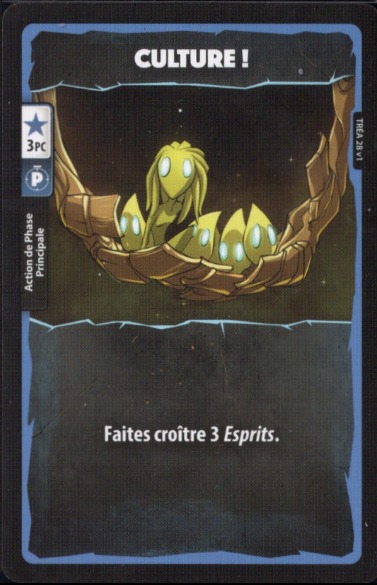 CULTURE !
3PC
P
TREA 28 v1
Action de Phase
Principale
Faites croître 3 Esprits.